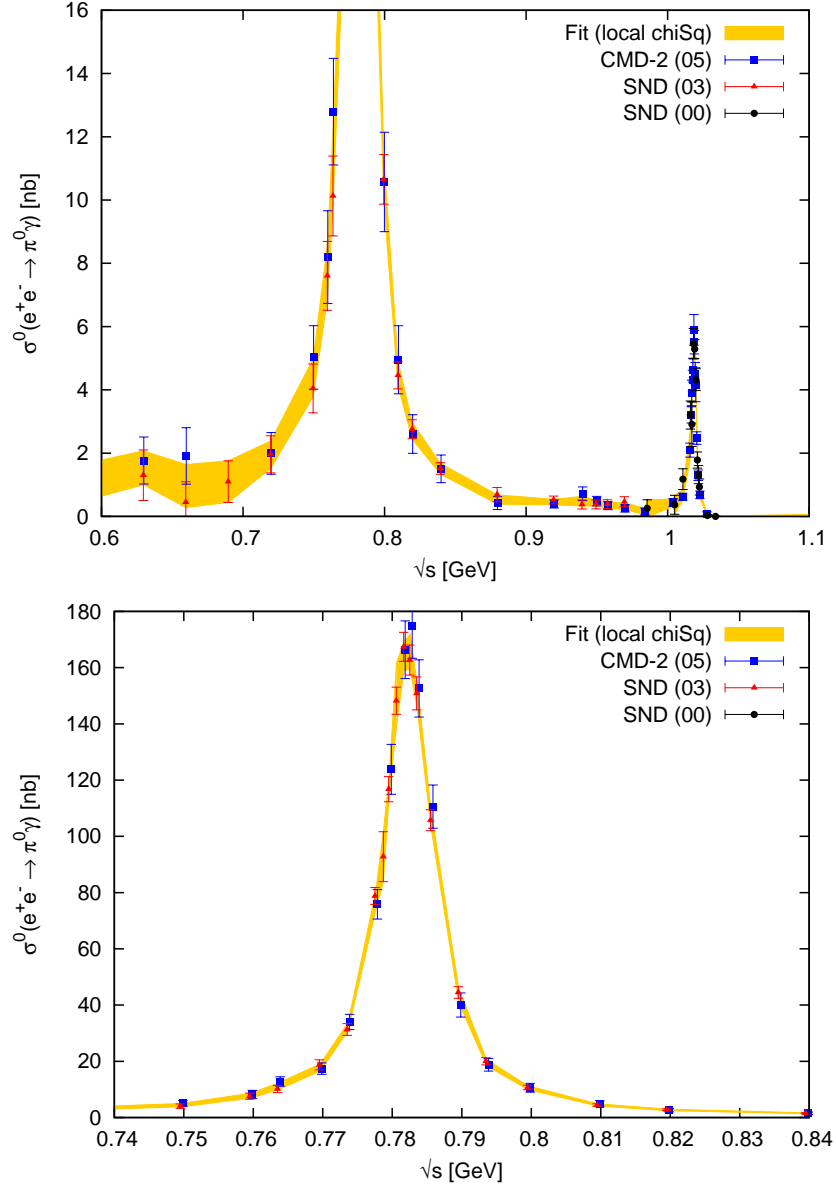 16
14
12
10
8
6
4
2
0
σ⁰(e⁺e⁻ → π⁰γ) [nb]
Fit (local chiSq)
CMD-2 (05)
SND (03)
SND (00)
0.6 0.7 0.8 0.9 1 1.1
√s [GeV]
180
160
140
120
100
80
60
40
20
0
σ⁰(e⁺e⁻ → π⁰γ) [nb]
Fit (local chiSq)
CMD-2 (05)
SND (03)
SND (00)
0.74 0.75 0.76 0.77 0.78 0.79 0.8 0.81 0.82 0.83 0.84
√s [GeV]